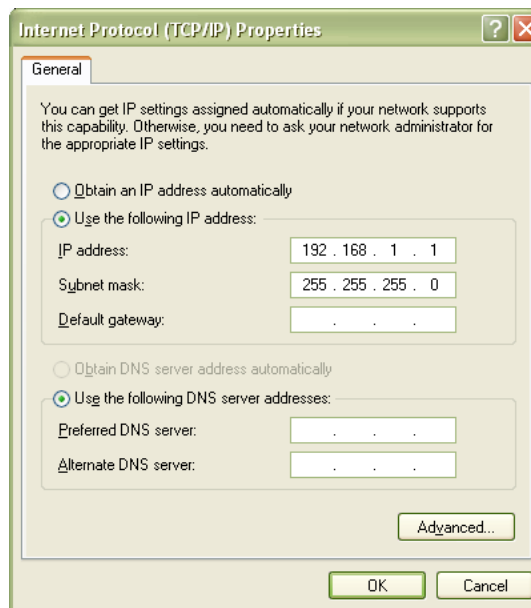 Internet Protocol (TCP/IP) Properties
General
You can get IP settings assigned automatically if your network supports
this capability. Otherwise, you need to ask your network administrator for
the appropriate IP settings.
Obtain an IP address automatically
Use the following IP address:
IP address: 192 . 168 . 1 . 1
Subnet mask: 255 . 255 . 255 . 0
Default gateway: . . .
Obtain DNS server address automatically
Use the following DNS server addresses:
Preferred DNS server: . . .
Alternate DNS server: . . .
Advanced...
OK Cancel